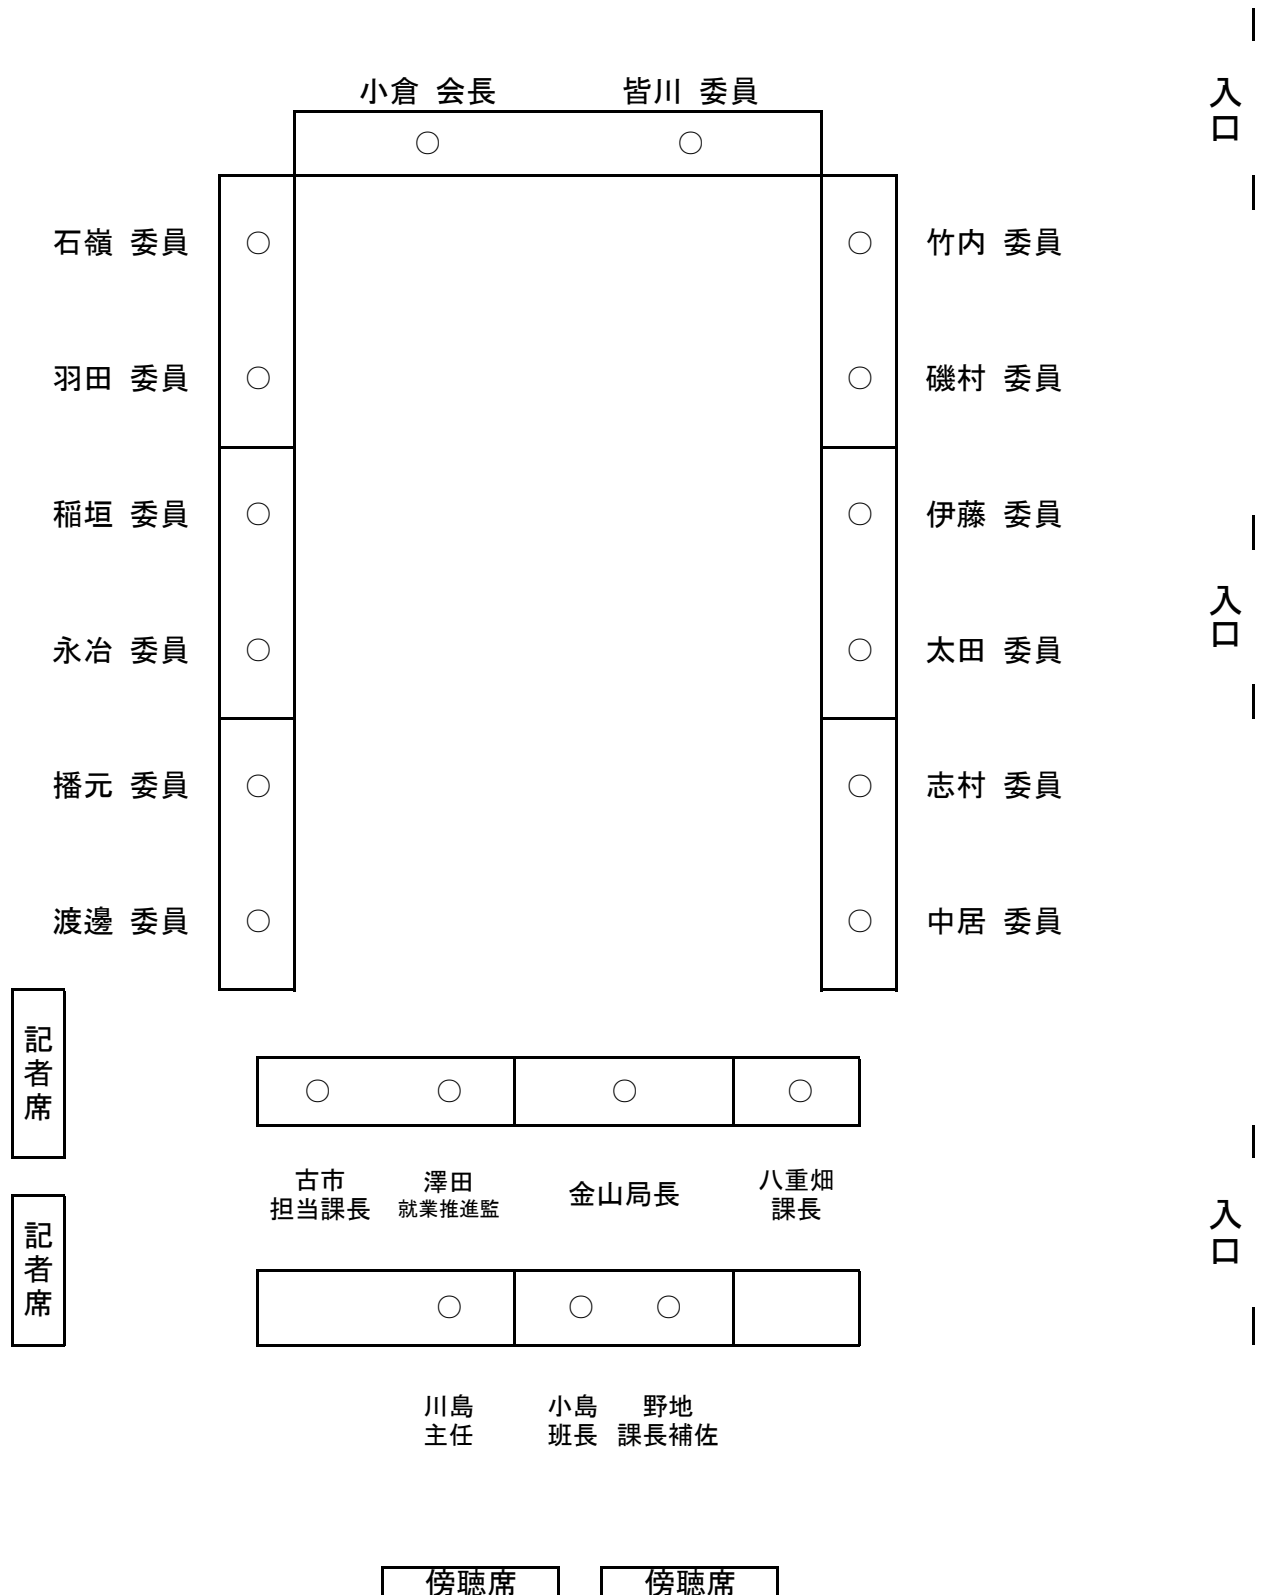 小倉 会長
皆川 委員
入口
石嶺 委員
竹内 委員
羽田 委員
磯村 委員
稲垣 委員
伊藤 委員
入口
永冶 委員
太田 委員
播元 委員
志村 委員
渡邊 委員
中居 委員
記者席
古市
担当課長
澤田
就業推進監
金山局長
八重畑
課長
記者席
入口
川島
主任
小島
班長
野地
課長補佐
傍聴席
傍聴席